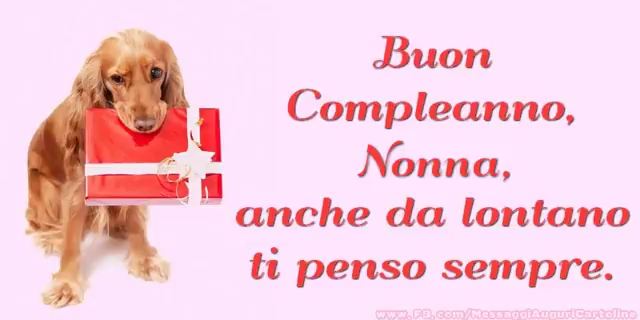 Buon
Compleanno,
Nonna,
anche da lontano
ti penso sempre.
www.FB.com/MessaggiAuguriCartoline